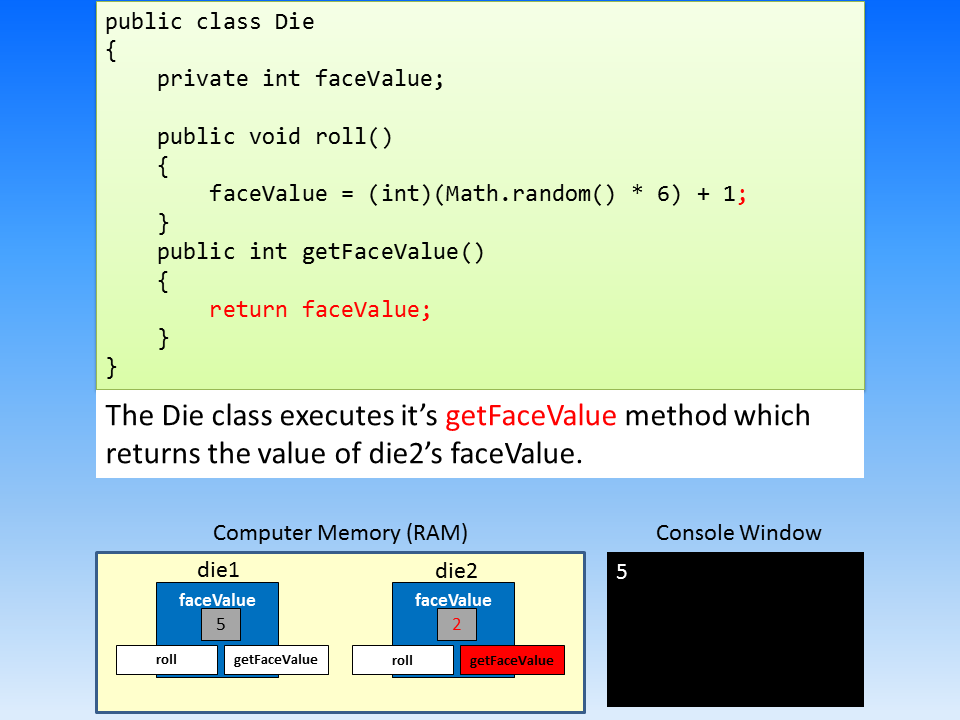 public class Die
{
    private int faceValue;
    public void roll()
    {
        faceValue = (int)(Math.random() * 6) + 1;
    }
    public int getFaceValue()
    {
        return faceValue;
    }
}
The Die class executes it’s getFaceValue method which
returns the value of die2’s faceValue.
Computer Memory (RAM)
die1
faceValue
5
roll
getFaceValue
die2
faceValue
2
roll
getFaceValue
Console Window
5